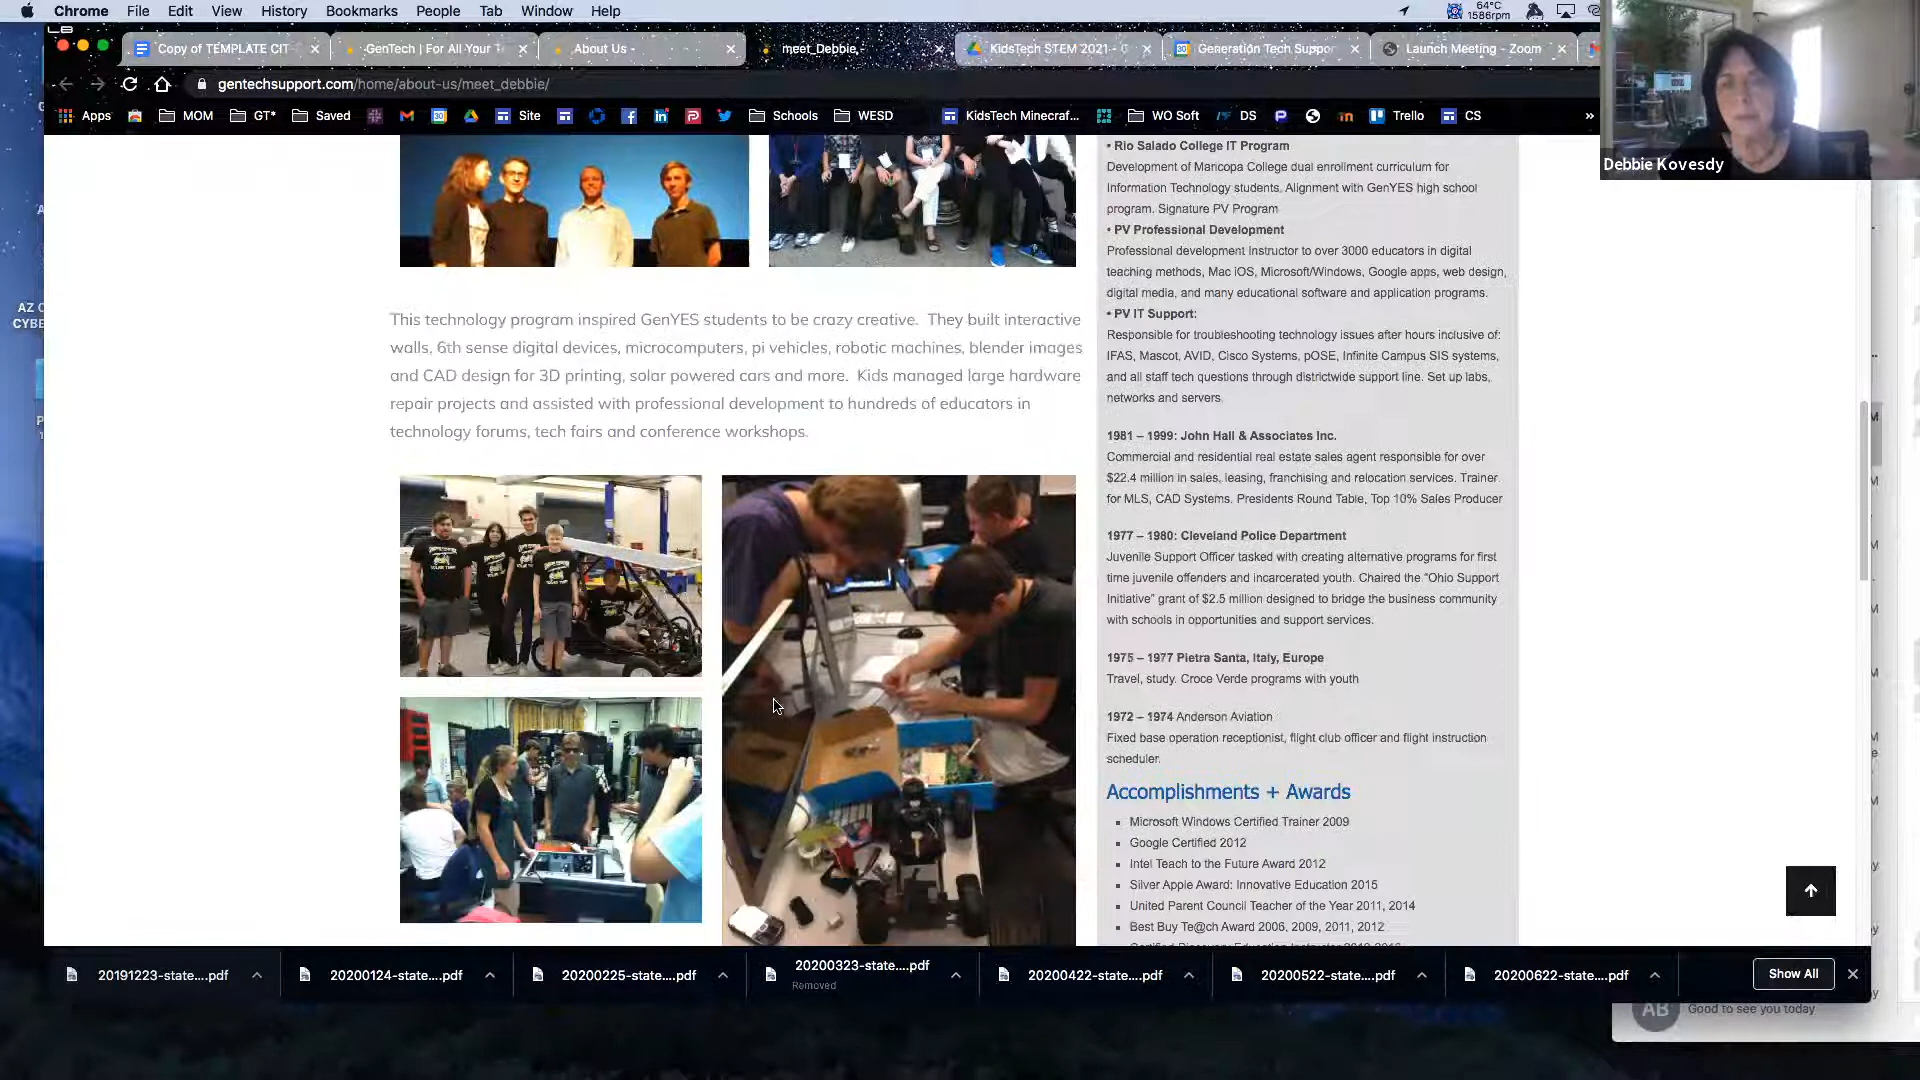 Chrome File Edit View History Bookmarks People Tab Window Help
64°C
1586rpm
Copy of TEMPLATE CIT
GenTech | For All Your T
About Us -
meet_Debbie,
KidsTech STEM 2021 -
Generation Tech Suppo
Launch Meeting - Zoom
gentechsupport.com/home/about-us/meet_debbie/
Apps MOM GT* Saved Site Schools WESD KidsTech Minecraf... WO Soft DS Trello CS »
Debbie Kovesdy
This technology program inspired GenYES students to be crazy creative. They built interactive
walls, 6th sense digital devices, microcomputers, pi vehicles, robotic machines, blender images
and CAD design for 3D printing, solar powered cars and more. Kids managed large hardware
repair projects and assisted with professional development to hundreds of educators in
technology forums, tech fairs and conference workshops.
• Rio Salado College IT Program
Development of Maricopa College dual enrollment curriculum for
Information Technology students. Alignment with GenYES high school
program. Signature PV Program
• PV Professional Development
Professional development Instructor to over 3000 educators in digital
teaching methods, Mac iOS, Microsoft/Windows, Google apps, web design,
digital media, and many educational software and application programs.
• PV IT Support:
Responsible for troubleshooting technology issues after hours inclusive of:
IFAS, Mascot, AVID, Cisco Systems, pOSE, Infinite Campus SIS systems,
and all staff tech questions through districtwide support line. Set up labs,
networks and servers.
1981 – 1999: John Hall & Associates Inc.
Commercial and residential real estate sales agent responsible for over
$22.4 million in sales, leasing, franchising and relocation services. Trainer
for MLS, CAD Systems. Presidents Round Table, Top 10% Sales Producer
1977 – 1980: Cleveland Police Department
Juvenile Support Officer tasked with creating alternative programs for first
time juvenile offenders and incarcerated youth. Chaired the "Ohio Support
Initiative" grant of $2.5 million designed to bridge the business community
with schools in opportunities and support services.
1975 – 1977 Pietra Santa, Italy, Europe
Travel, study. Croce Verde programs with youth
1972 – 1974 Anderson Aviation
Fixed base operation receptionist, flight club officer and flight instruction
scheduler.
Accomplishments + Awards
Microsoft Windows Certified Trainer 2009
Google Certified 2012
Intel Teach to the Future Award 2012
Silver Apple Award: Innovative Education 2015
United Parent Council Teacher of the Year 2011, 2014
Best Buy Te@ch Award 2006, 2009, 2011, 2012
20191223-state....pdf
20200124-state....pdf
20200225-state....pdf
20200323-state....pdf
Removed
20200422-state....pdf
20200522-state....pdf
20200622-state....pdf
Show All
AB
Good to see you today